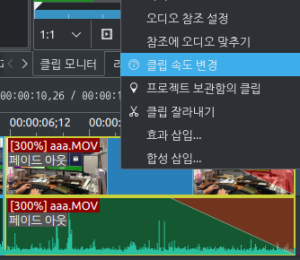 오디오 참조 설정
1:1
참조에 오디오 맞추기
클립 모니터
클립 속도 변경
00:00:10,26 / 00:0
프로젝트 보관함의 클립
00:00:06;12
클립 잘라내기
효과 삽입...
합성 삽입...
[300%] aaa.MOV
페이드 아웃
[300%] aaa.MOV
페이드 아웃